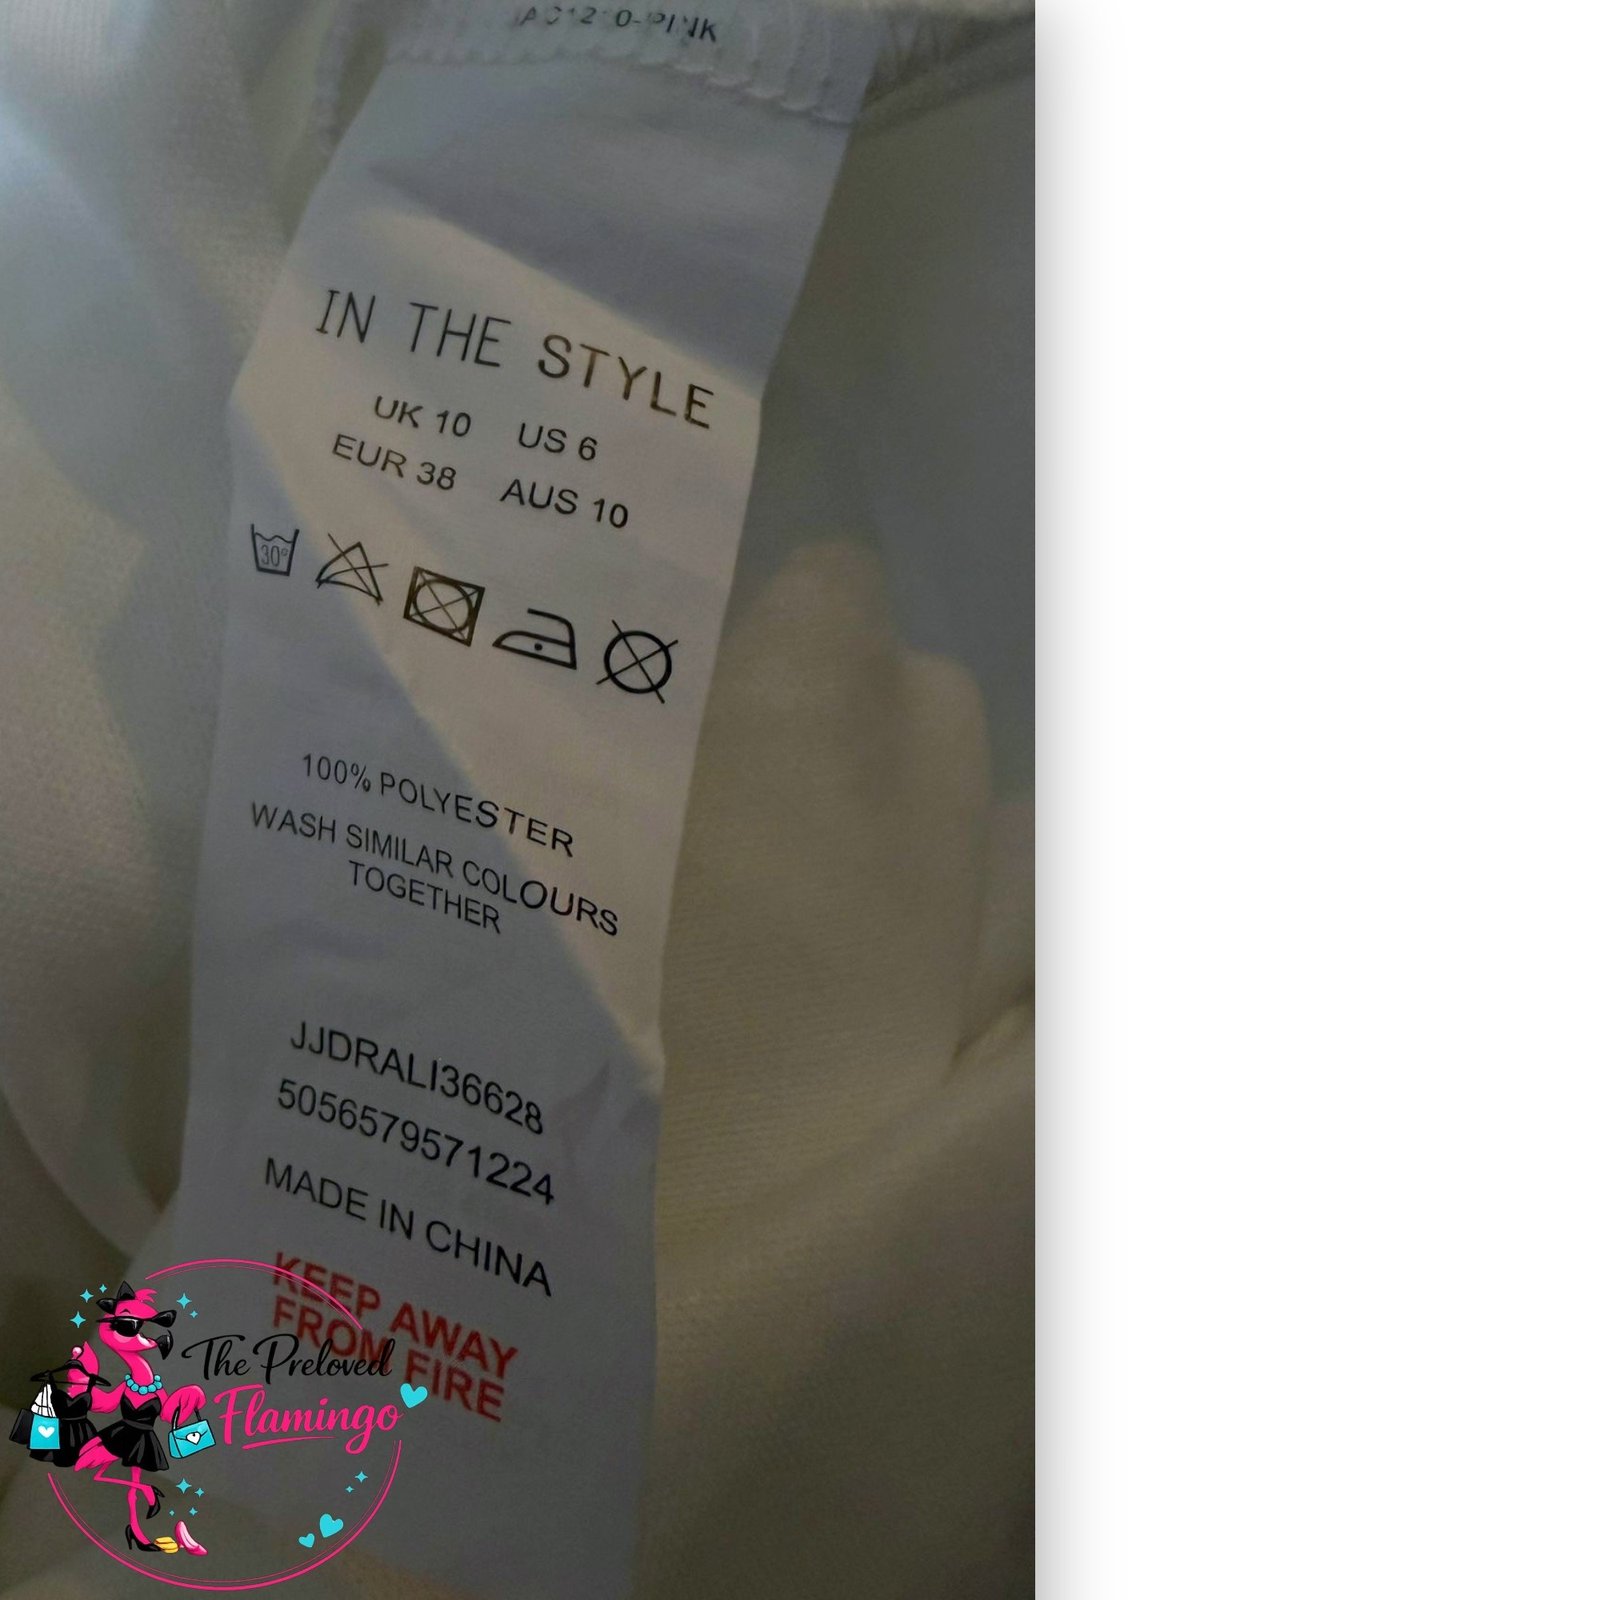 IN THE STYLE
UK 10 US 6
EUR 38 AUS 10
30°
100% POLYESTER
WASH SIMILAR COLOURS
TOGETHER
JJDRALI36628
5056579571224
MADE IN CHINA
KEEP AWAY
FROM FIRE
The Preloved
Flamingo